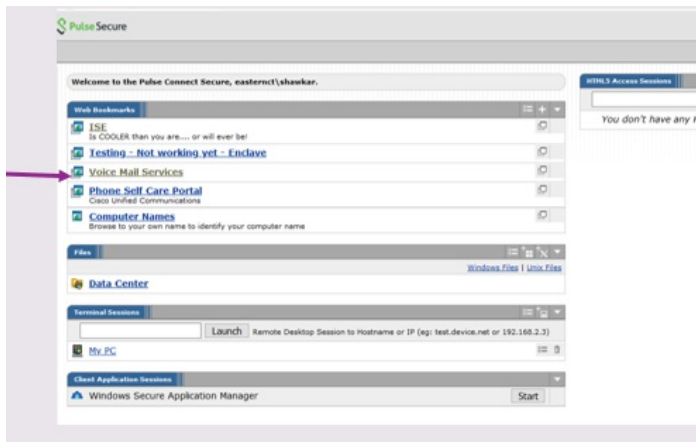 Pulse Secure
Welcome to the Pulse Connect Secure, easternct\shawkar.
Web Bookmarks
ISE
Is COOLER than you are.... or will ever be!
Testing - Not working yet - Enclave
Voice Mail Services
Phone Self Care Portal
Cisco Unified Communications
Computer Names
Browse to your own name to identify your computer name
Files
Windows Files | Unix Files
Data Center
Terminal Sessions
Launch Remote Desktop Session to Hostname or IP (eg: test.device.net or 192.168.2.3)
My PC
Client Application Sessions
Windows Secure Application Manager Start
HTML5 Access Sessions
You don't have any